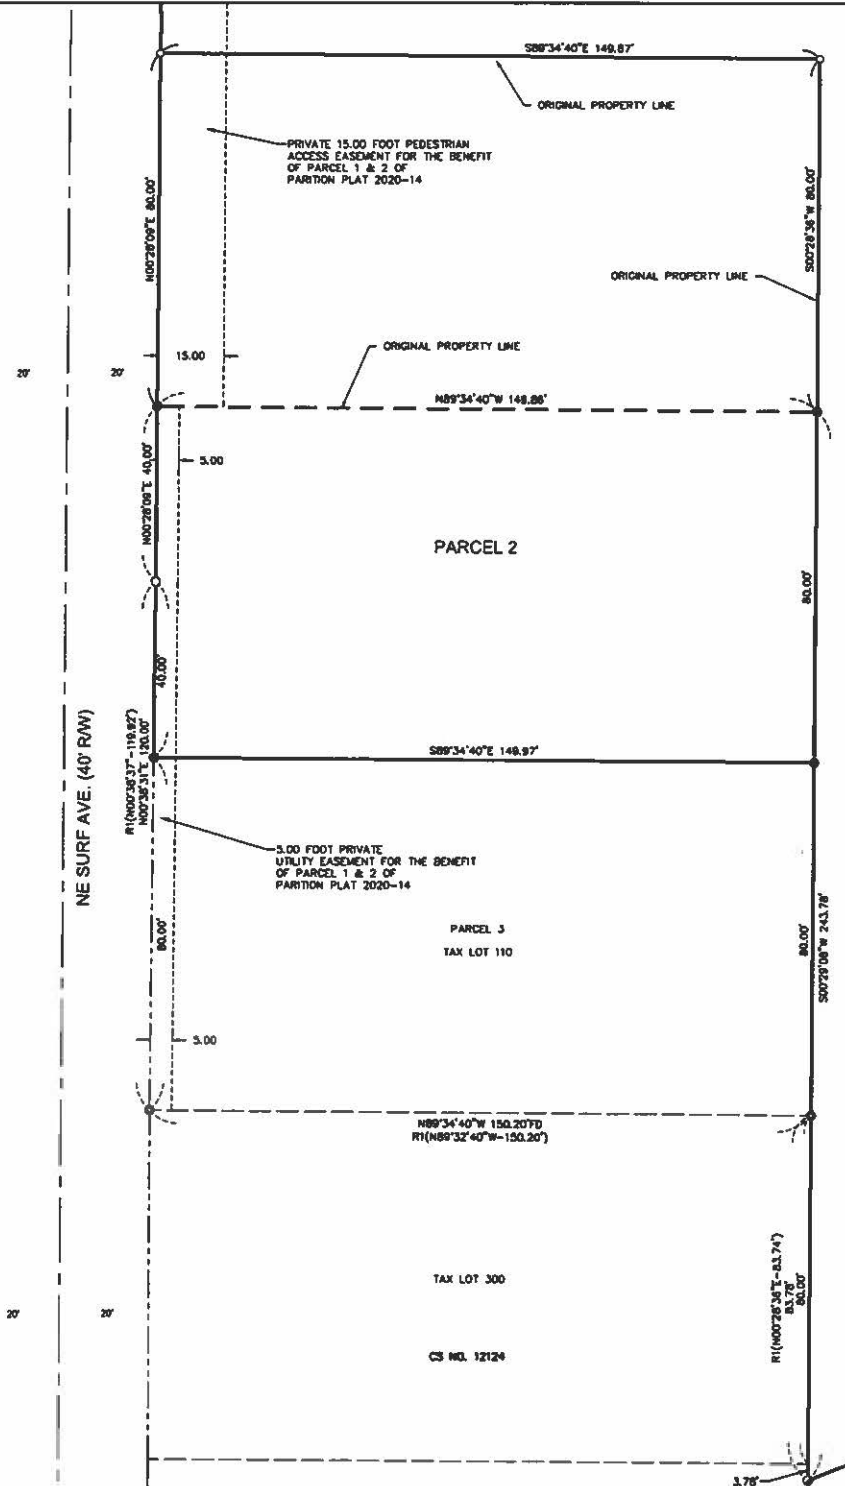 S89°34'40"E 149.87'
ORIGINAL PROPERTY LINE
PRIVATE 15.00 FOOT PEDESTRIAN
ACCESS EASEMENT FOR THE BENEFIT
OF PARCEL 1 & 2 OF
PARITION PLAT 2020-14
N00°28'09"E 80.00'
S00°28'36"W 80.00'
ORIGINAL PROPERTY LINE
15.00
ORIGINAL PROPERTY LINE
20'
20'
N89°34'40"W 149.86'
N00°28'09"E 40.00'
5.00
PARCEL 2
80.00'
40.00'
S89°34'40"E 149.97'
NE SURF AVE. (40' R/W)
R1(N00°38'37"-119.92')
N00°38'31"E 120.00'
5.00 FOOT PRIVATE
UTILITY EASEMENT FOR THE BENEFIT
OF PARCEL 1 & 2 OF
PARITION PLAT 2020-14
PARCEL 3
TAX LOT 110
80.00'
80.00'
S00°29'08"W 243.78'
5.00
N89°34'40"W 150.20'FD
R1(N89°32'40"W-150.20')
TAX LOT 300
R1(N00°28'36"E-83.74')
83.78'
80.00'
20'
20'
CS NO. 12124
3.78'